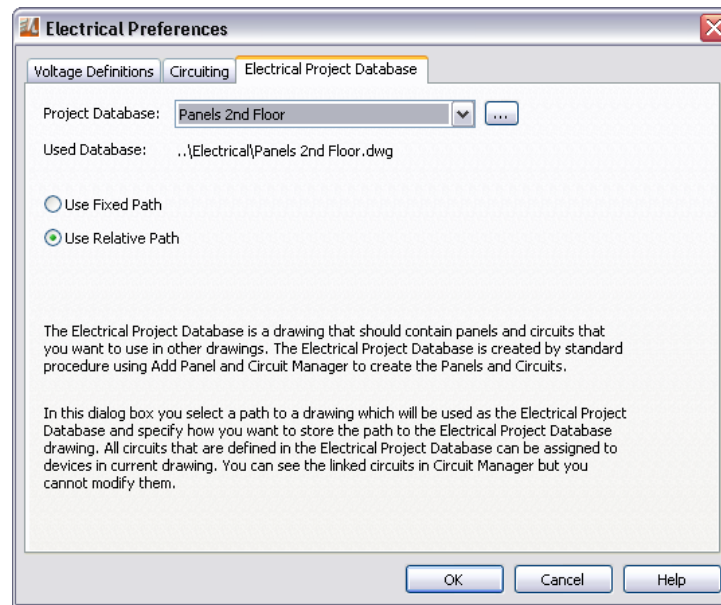 Electrical Preferences
Voltage Definitions Circuiting Electrical Project Database
Project Database: Panels 2nd Floor ...
Used Database: ..\Electrical\Panels 2nd Floor.dwg
Use Fixed Path
Use Relative Path
The Electrical Project Database is a drawing that should contain panels and circuits that
you want to use in other drawings. The Electrical Project Database is created by standard
procedure using Add Panel and Circuit Manager to create the Panels and Circuits.
In this dialog box you select a path to a drawing which will be used as the Electrical Project
Database and specify how you want to store the path to the Electrical Project Database
drawing. All circuits that are defined in the Electrical Project Database can be assigned to
devices in current drawing. You can see the linked circuits in Circuit Manager but you
cannot modify them.
OK Cancel Help